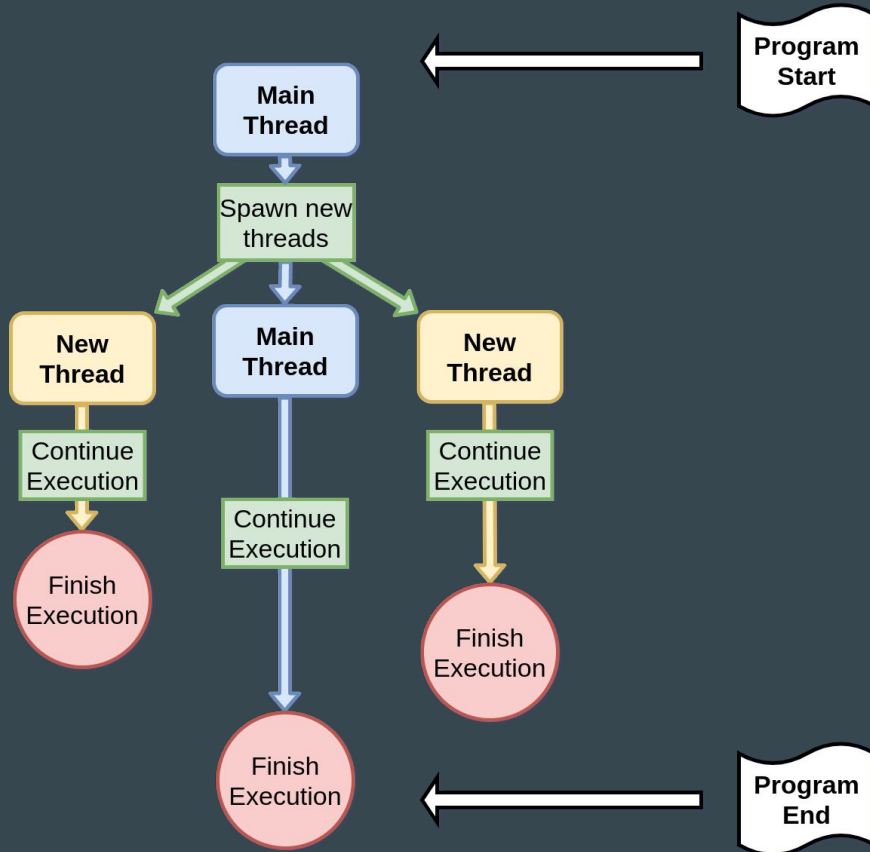 Program
Start
Main
Thread
Spawn new
threads
New
Thread
Main
Thread
New
Thread
Continue
Execution
Continue
Execution
Continue
Execution
Finish
Execution
Finish
Execution
Finish
Execution
Program
End